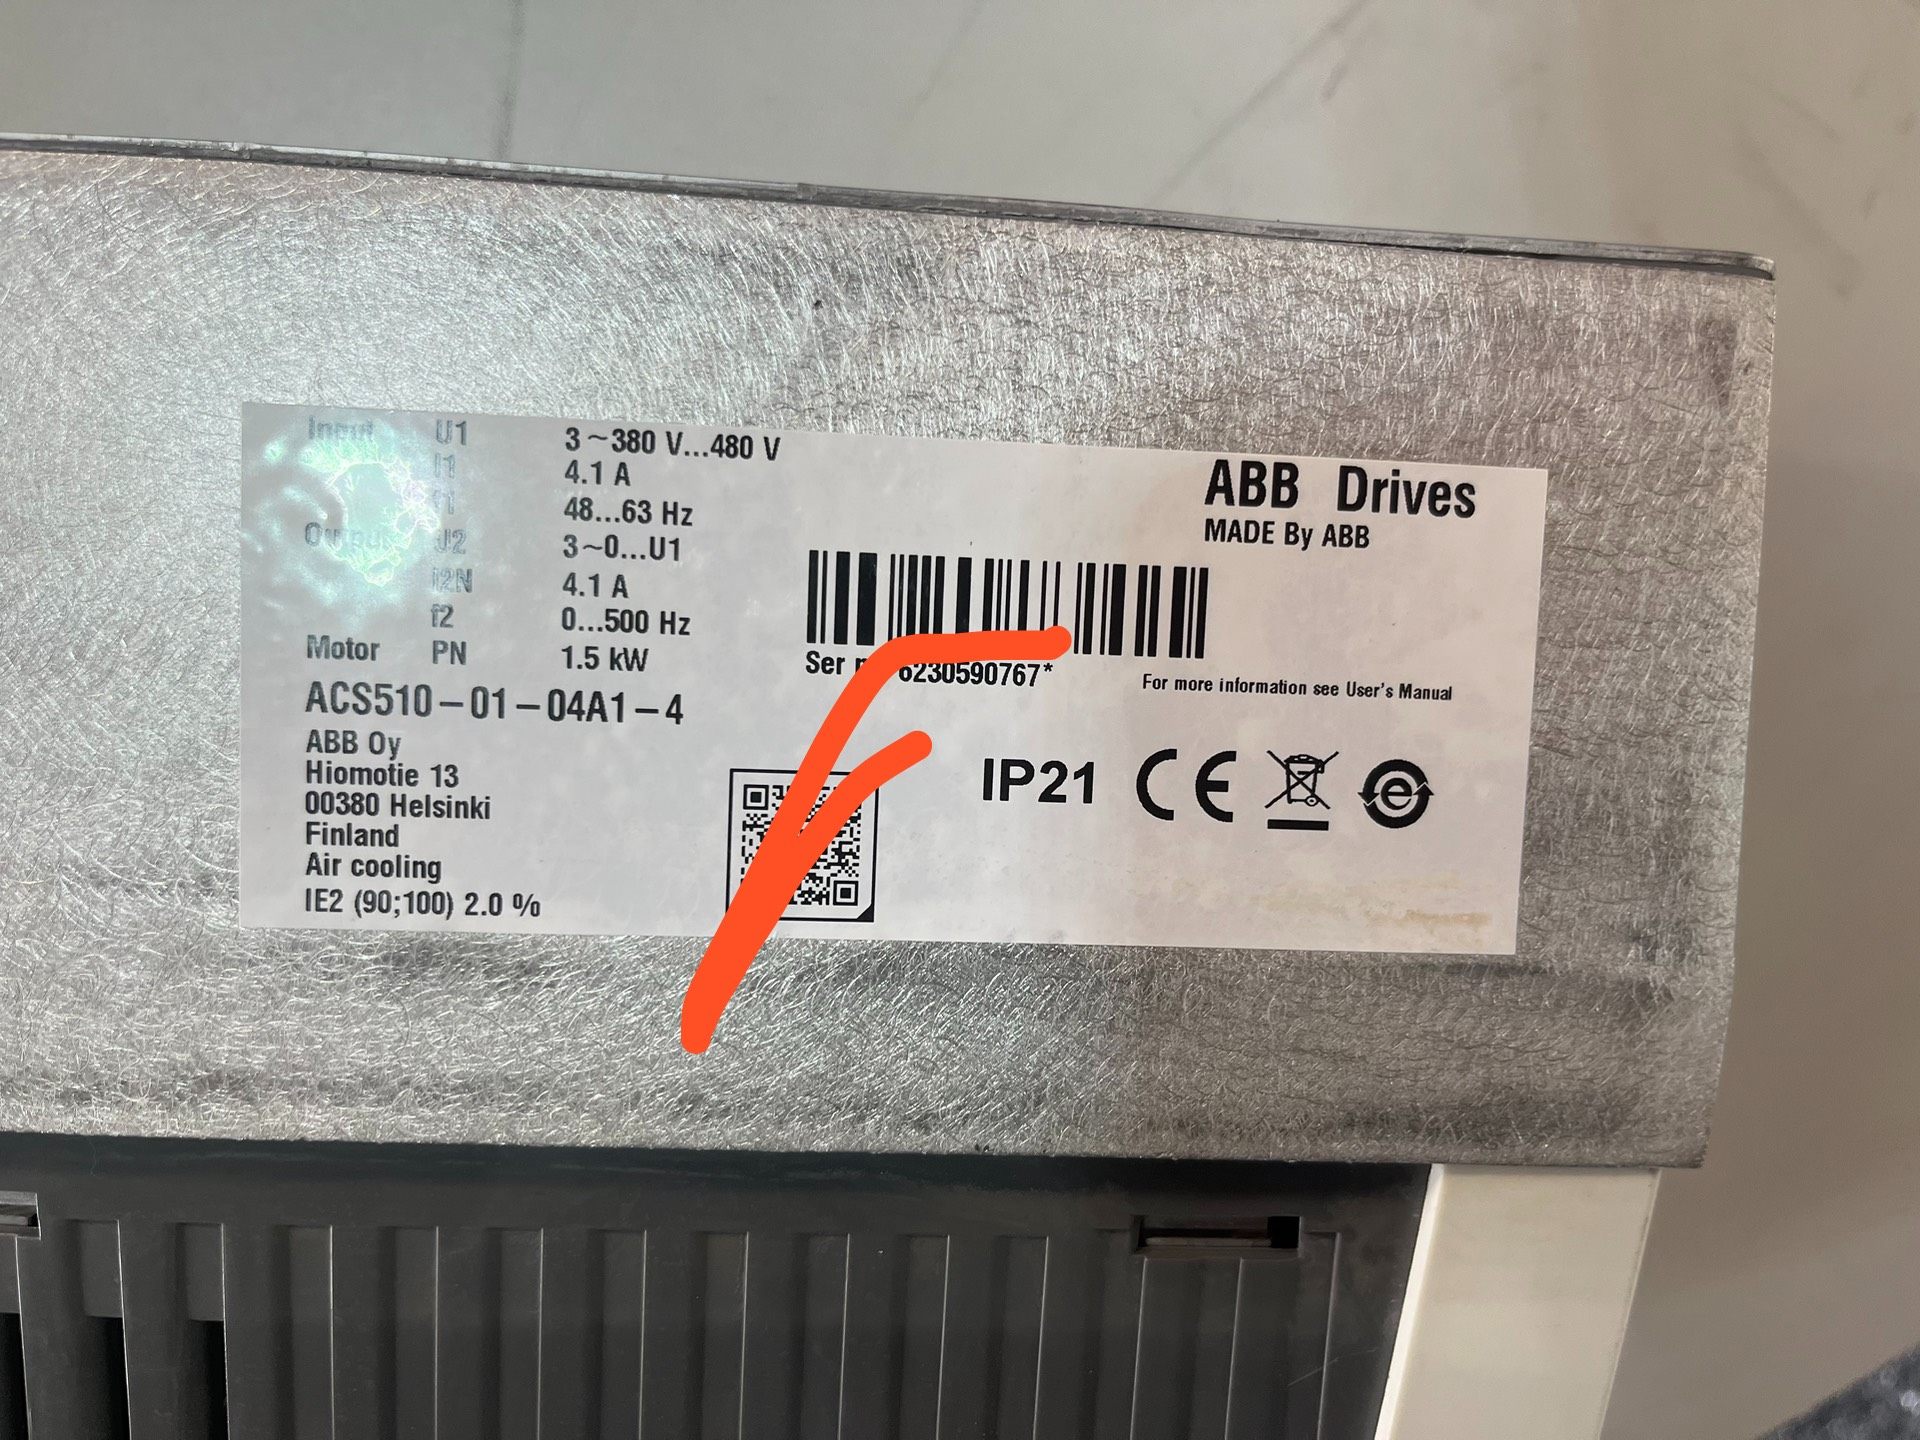 Input U1 3~380 V...480 V
I1 4.1 A
f1 48...63 Hz
Output U2 3~0...U1
I2N 4.1 A
f2 0...500 Hz
Motor PN 1.5 kW
ACS510-01-04A1-4
ABB Oy
Hiomotie 13
00380 Helsinki
Finland
Air cooling
IE2 (90;100) 2.0 %
ABB Drives
MADE By ABB
Ser 6230590767*
For more information see User's Manual
IP21 CE